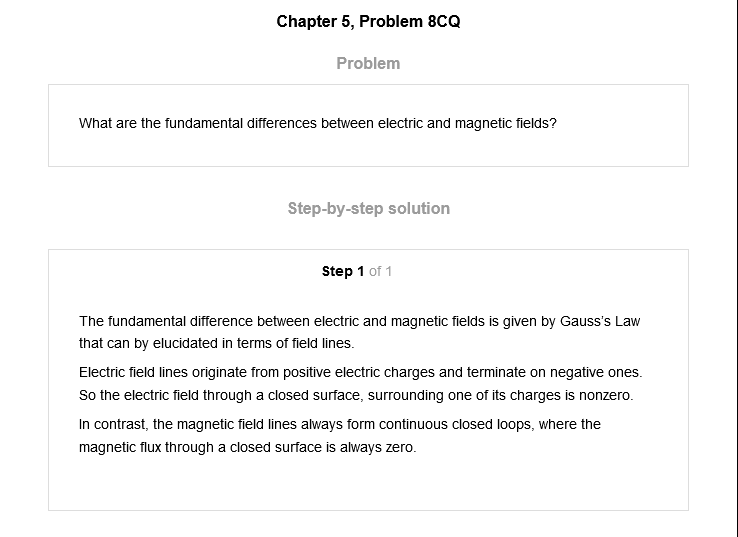 Chapter 5, Problem 8CQ
Problem
What are the fundamental differences between electric and magnetic fields?
Step-by-step solution
Step 1 of 1
The fundamental difference between electric and magnetic fields is given by Gauss's Law
that can by elucidated in terms of field lines.
Electric field lines originate from positive electric charges and terminate on negative ones.
So the electric field through a closed surface, surrounding one of its charges is nonzero.
In contrast, the magnetic field lines always form continuous closed loops, where the
magnetic flux through a closed surface is always zero.